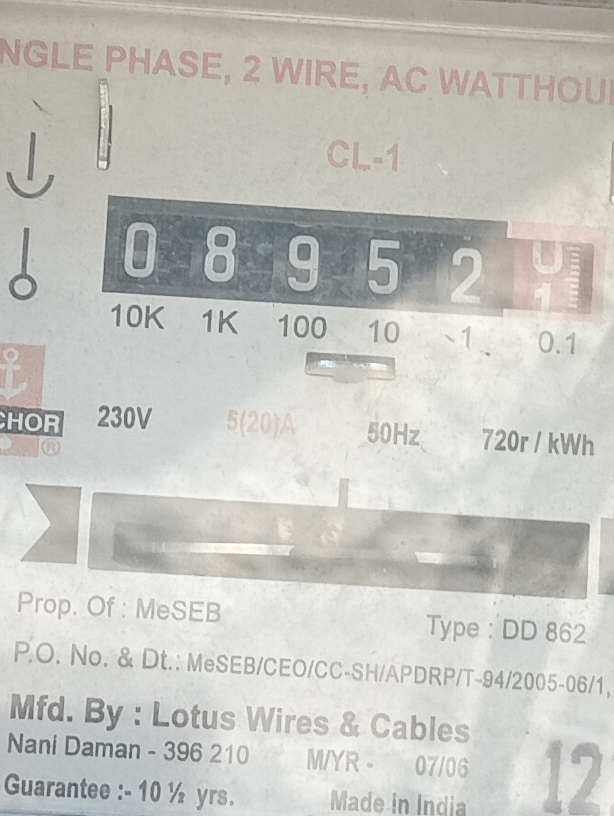 NGLE PHASE, 2 WIRE, AC WATTHOU
CL-1
0 8 9 5 2
10K 1K 100 10 1 0.1
CHOR
®
230V 5(20)A 50Hz 720r / kWh
Prop. Of : MeSEB
Type : DD 862
P.O. No. & Dt.: MeSEB/CEO/CC-SH/APDRP/T-94/2005-06/1,
Mfd. By : Lotus Wires & Cables
Nani Daman - 396 210 M/YR - 07/06
Guarantee :- 10 ½ yrs. Made in India
12